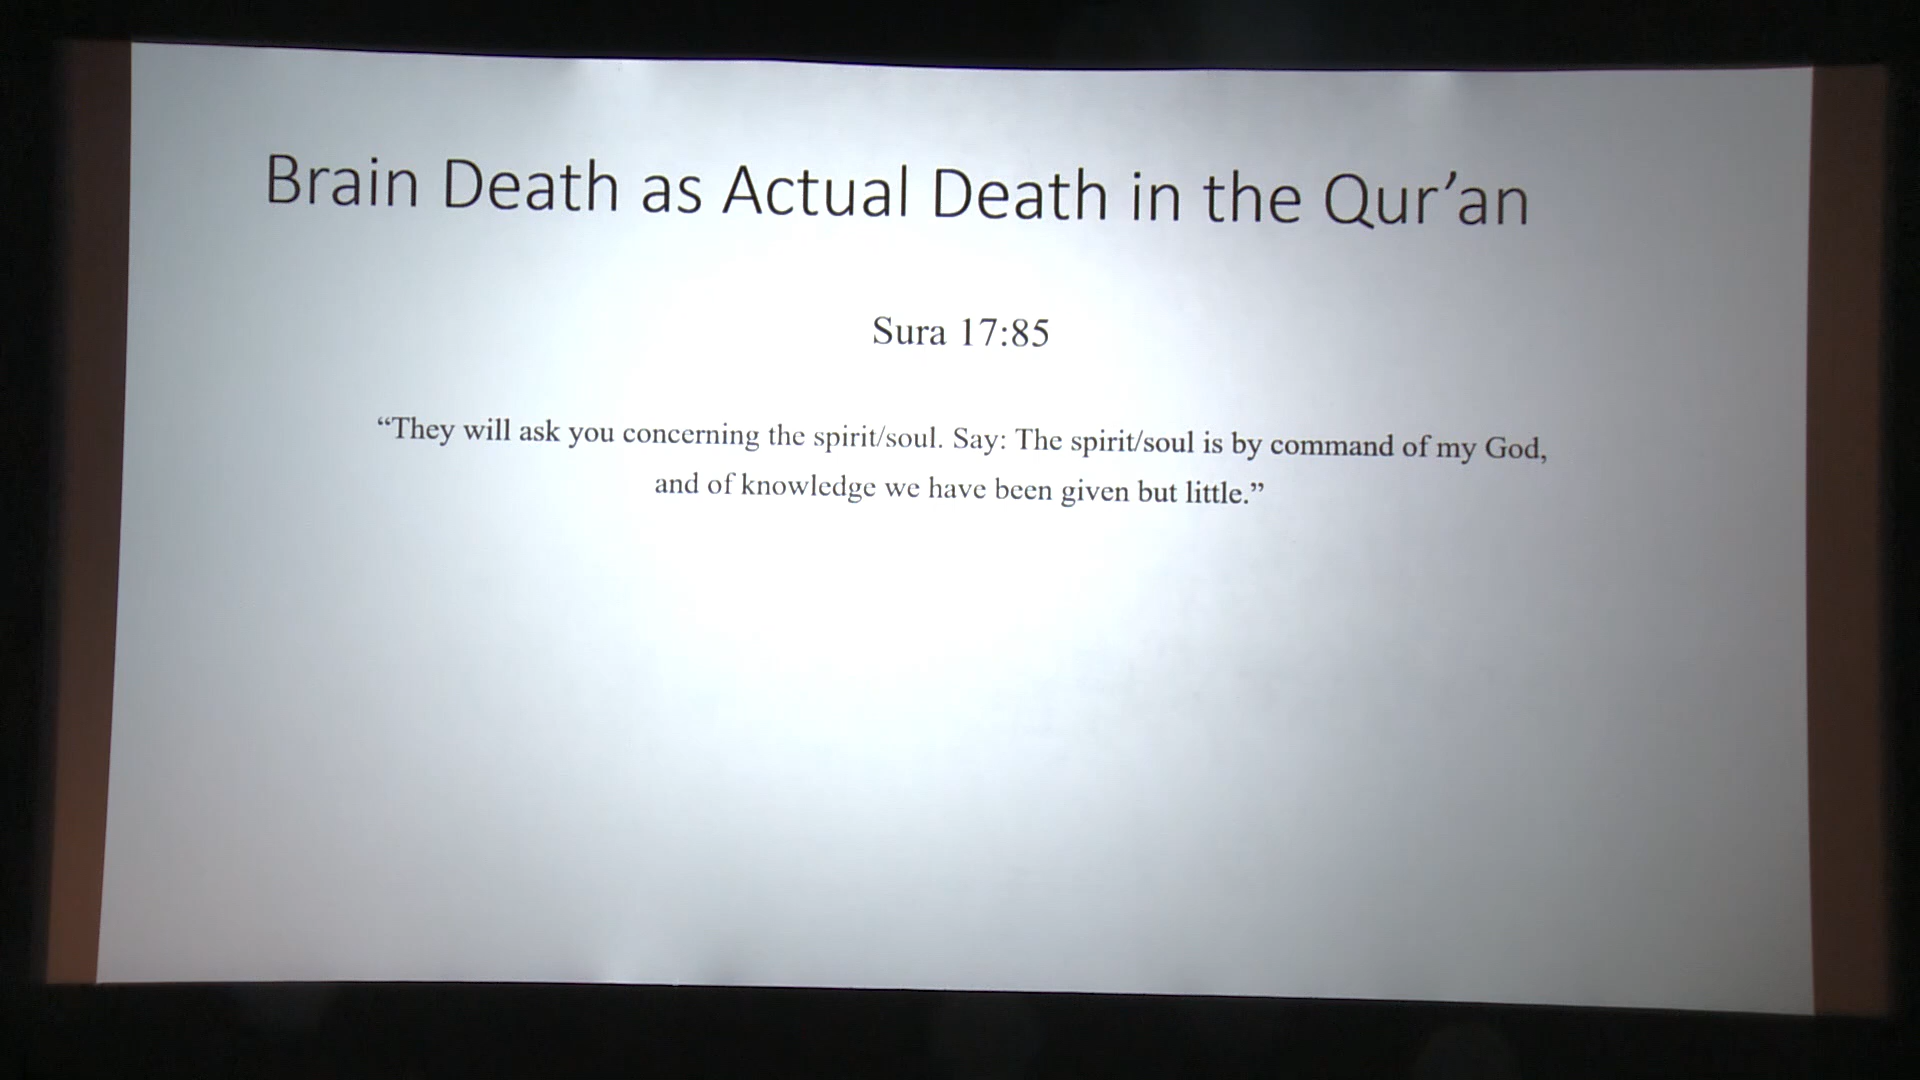 Brain Death as Actual Death in the Qur’an
Sura 17:85
“They will ask you concerning the spirit/soul. Say: The spirit/soul is by command of my God,
and of knowledge we have been given but little.”